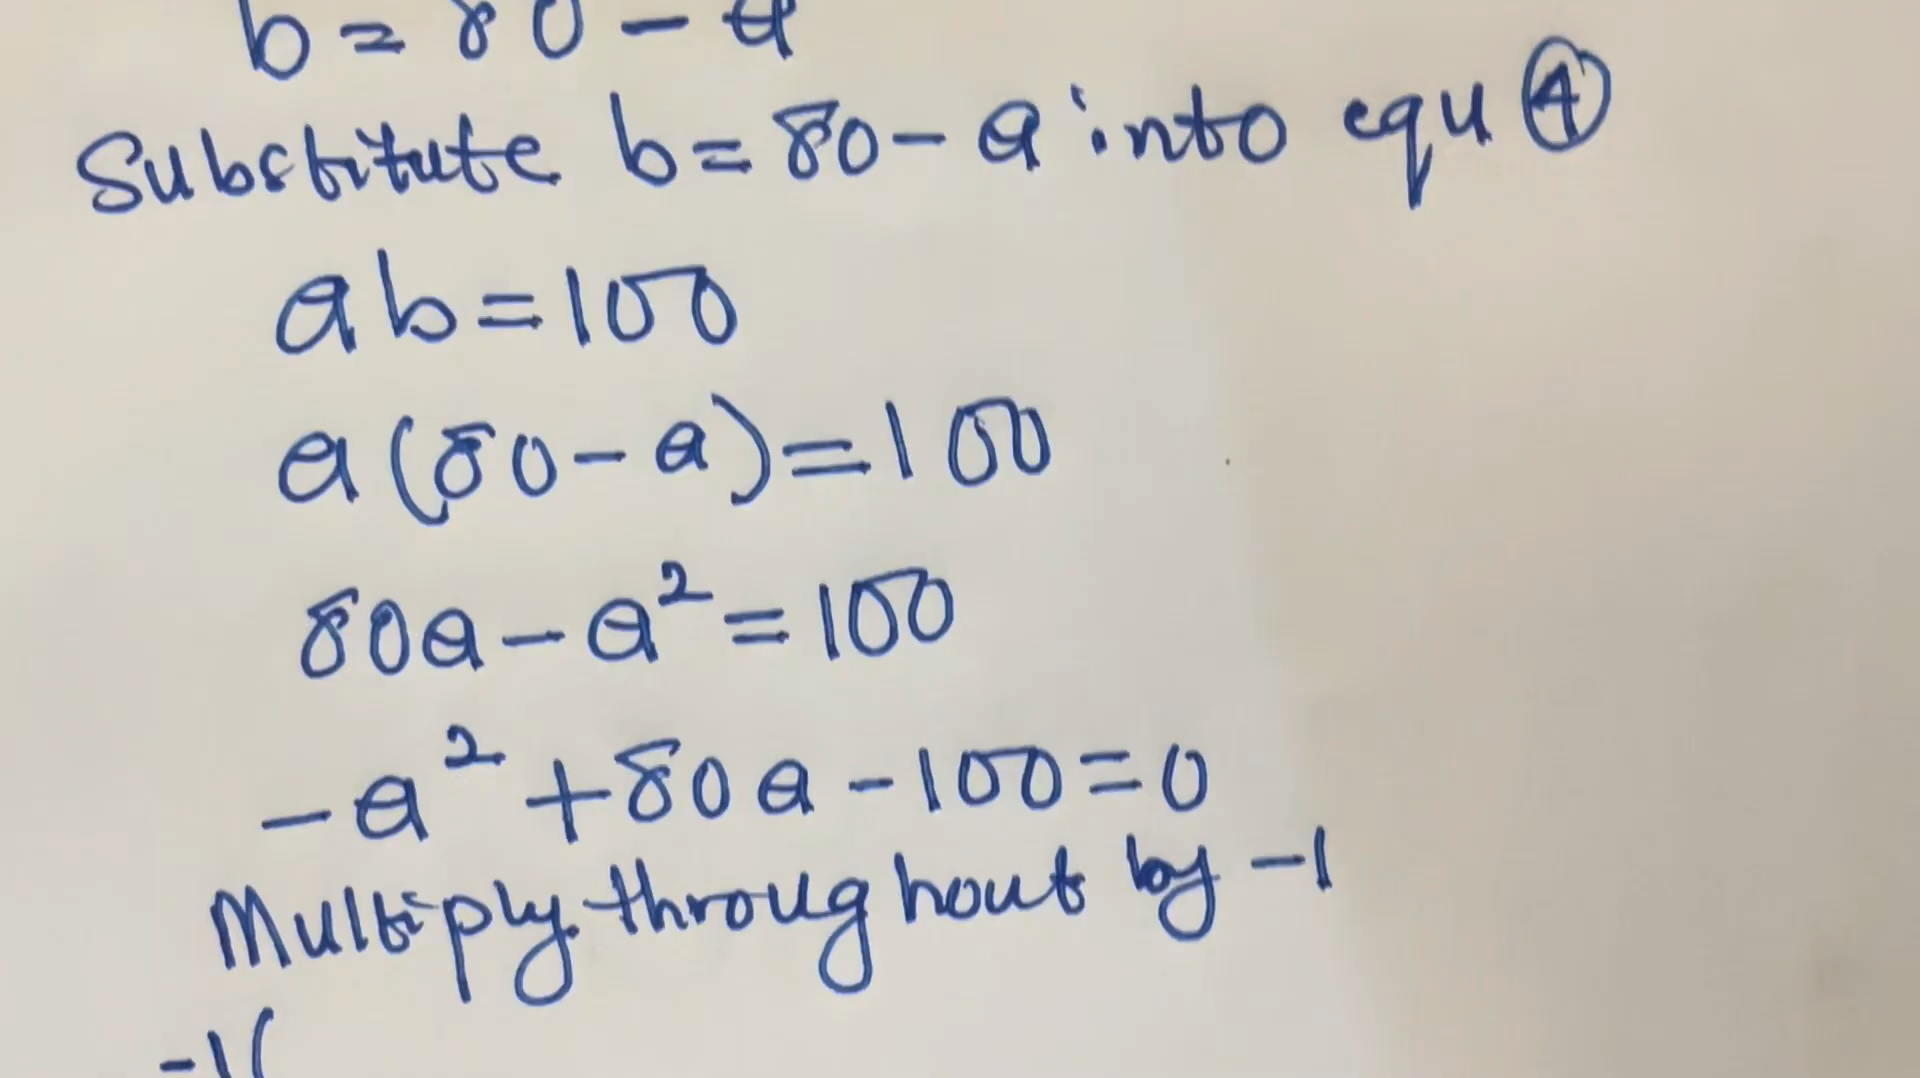 b = 80 - a
Substitute b = 80 - a into equ ④
ab = 100
a(80 - a) = 100
80a - a² = 100
-a² + 80a - 100 = 0
Multiply throughout by -1
-1(